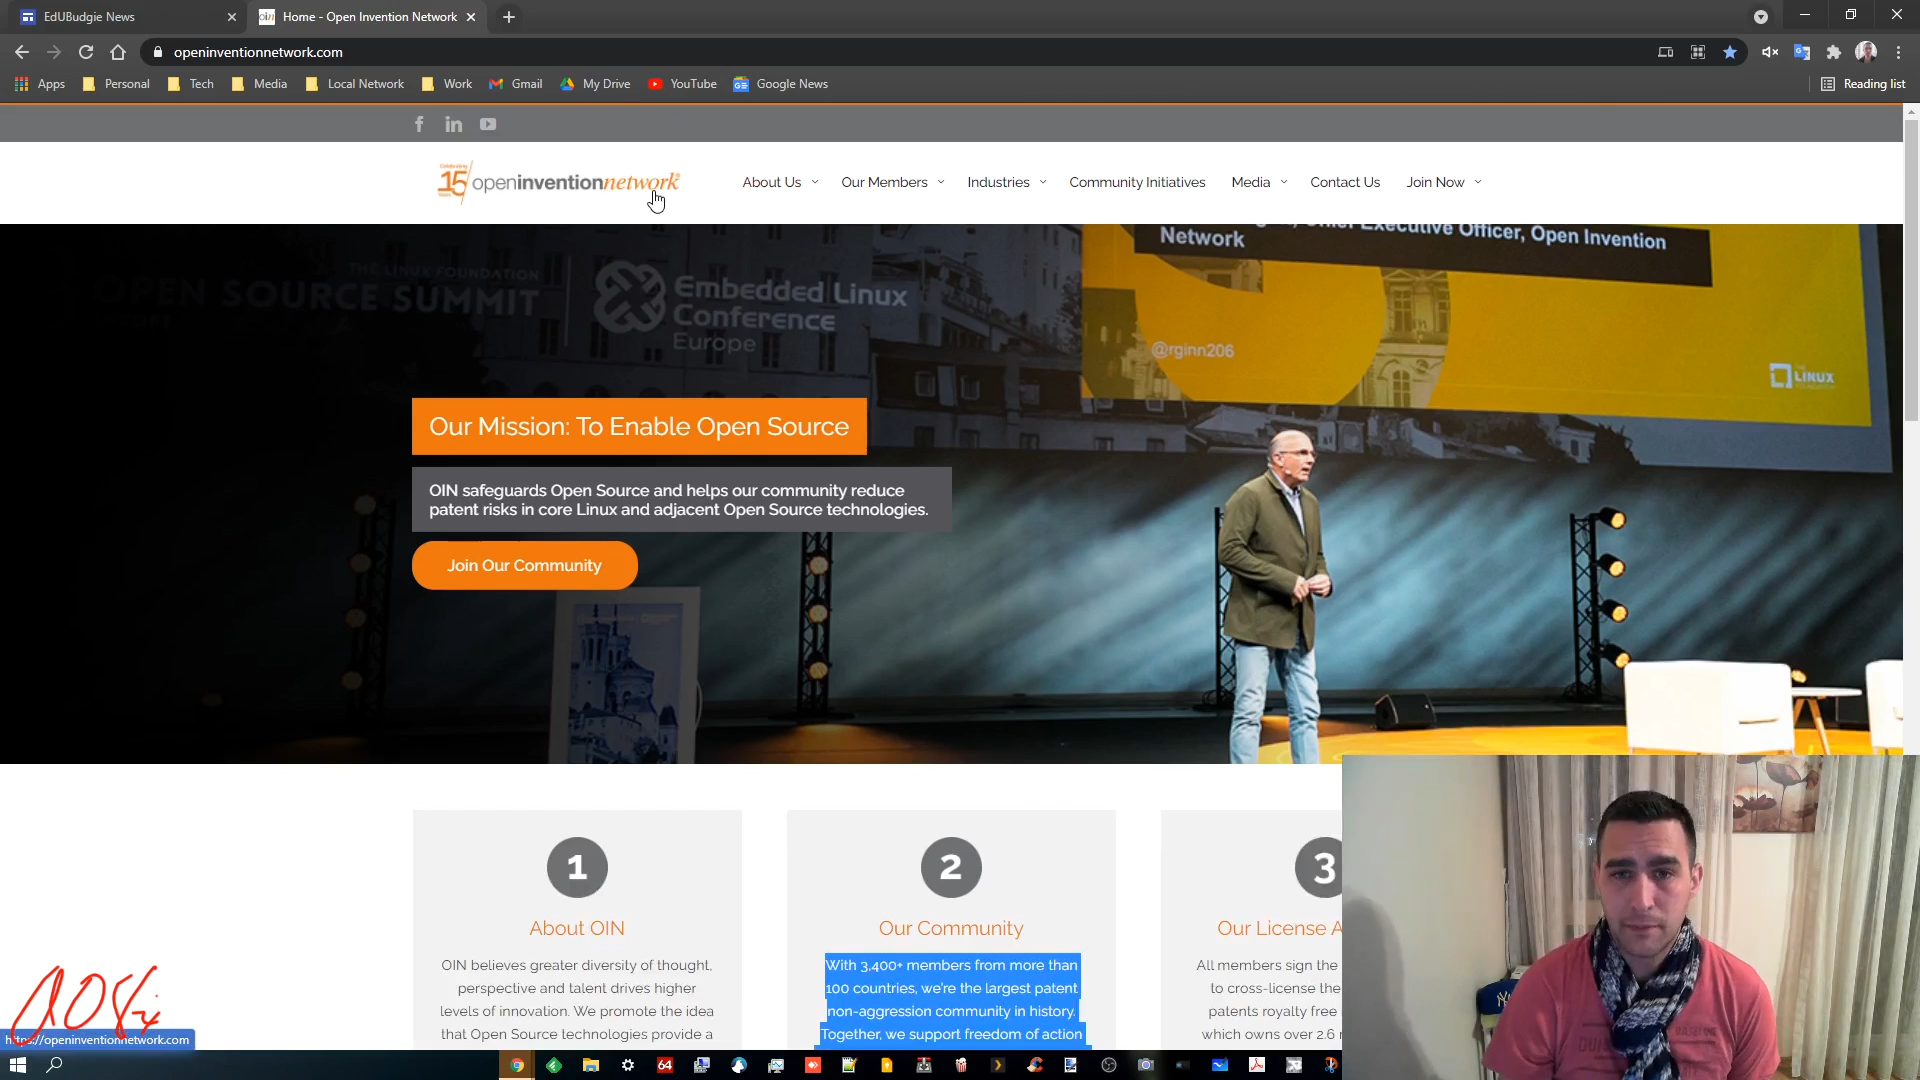 EdUBudgie News
Home - Open Invention Network
openinventionnetwork.com
Apps Personal Tech Media Local Network Work Gmail My Drive YouTube Google News Reading list
Celebrating
15 openinventionnetwork
About Us Our Members Industries Community Initiatives Media Contact Us Join Now
THE LINUX FOUNDATION
OPEN SOURCE SUMMIT
Embedded Linux
Conference
Europe
Chief Executive Officer, Open Invention
Network
@rginn206
LINUX
Our Mission: To Enable Open Source
OIN safeguards Open Source and helps our community reduce
patent risks in core Linux and adjacent Open Source technologies.
Join Our Community
1
About OIN
OIN believes greater diversity of thought,
perspective and talent drives higher
levels of innovation. We promote the idea
that Open Source technologies provide a
2
Our Community
With 3,400+ members from more than
100 countries, we're the largest patent
non-aggression community in history.
Together, we support freedom of action
3
Our License A
All members sign the
to cross-license the
patents royalty free
which owns over 2.6
https://openinventionnetwork.com
64